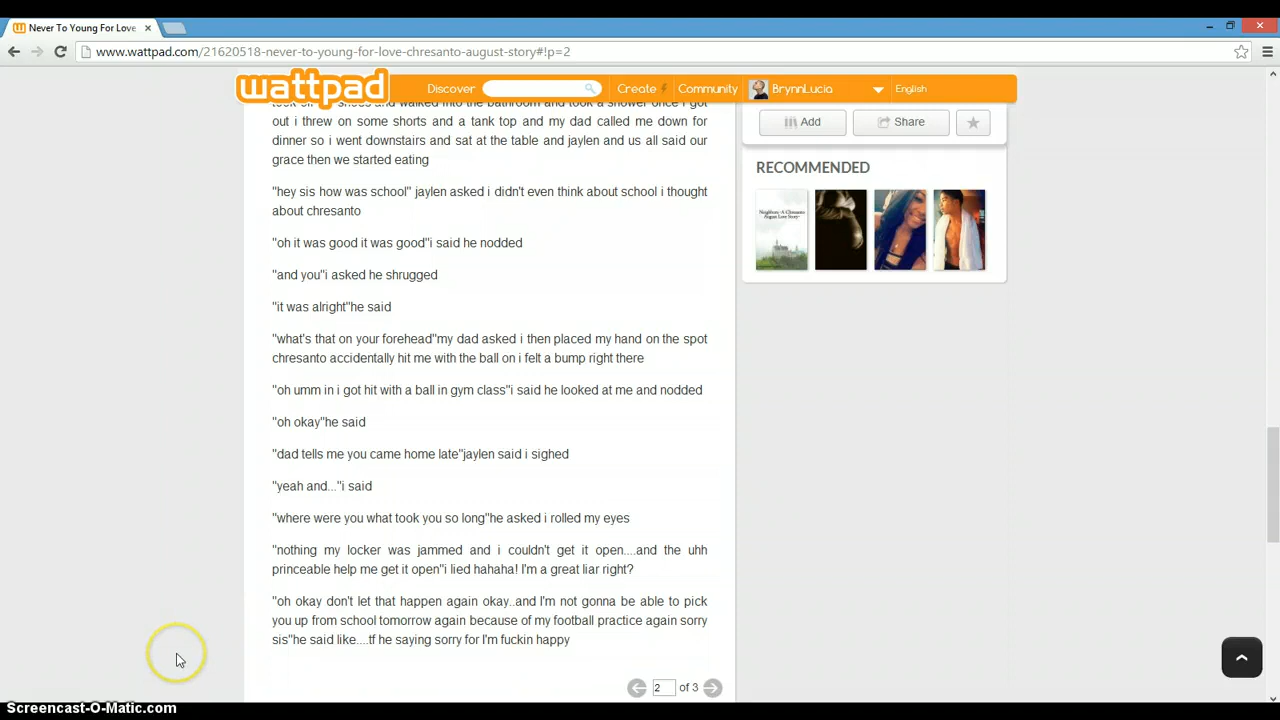 Never To Young For Love
www.wattpad.com/21620518-never-to-young-for-love-chresanto-august-story#!p=2
wattpad
Discover
Create
Community
BrynnLucia
English
out i threw on some shorts and a tank top and my dad called me down for
dinner so i went downstairs and sat at the table and jaylen and us all said our
grace then we started eating
"hey sis how was school" jaylen asked i didn't even think about school i thought
about chresanto
"oh it was good it was good"i said he nodded
"and you"i asked he shrugged
"it was alright"he said
"what's that on your forehead"my dad asked i then placed my hand on the spot
chresanto accidentally hit me with the ball on i felt a bump right there
"oh umm in i got hit with a ball in gym class"i said he looked at me and nodded
"oh okay"he said
"dad tells me you came home late"jaylen said i sighed
"yeah and..."i said
"where were you what took you so long"he asked i rolled my eyes
"nothing my locker was jammed and i couldn't get it open....and the uhh
princeable help me get it open"i lied hahaha! I'm a great liar right?
"oh okay don't let that happen again okay..and I'm not gonna be able to pick
you up from school tomorrow again because of my football practice again sorry
sis"he said like....tf he saying sorry for I'm fuckin happy
2 of 3
Add
Share
RECOMMENDED
Neighbors- A Chresanto
August Love Story~
Screencast-O-Matic.com